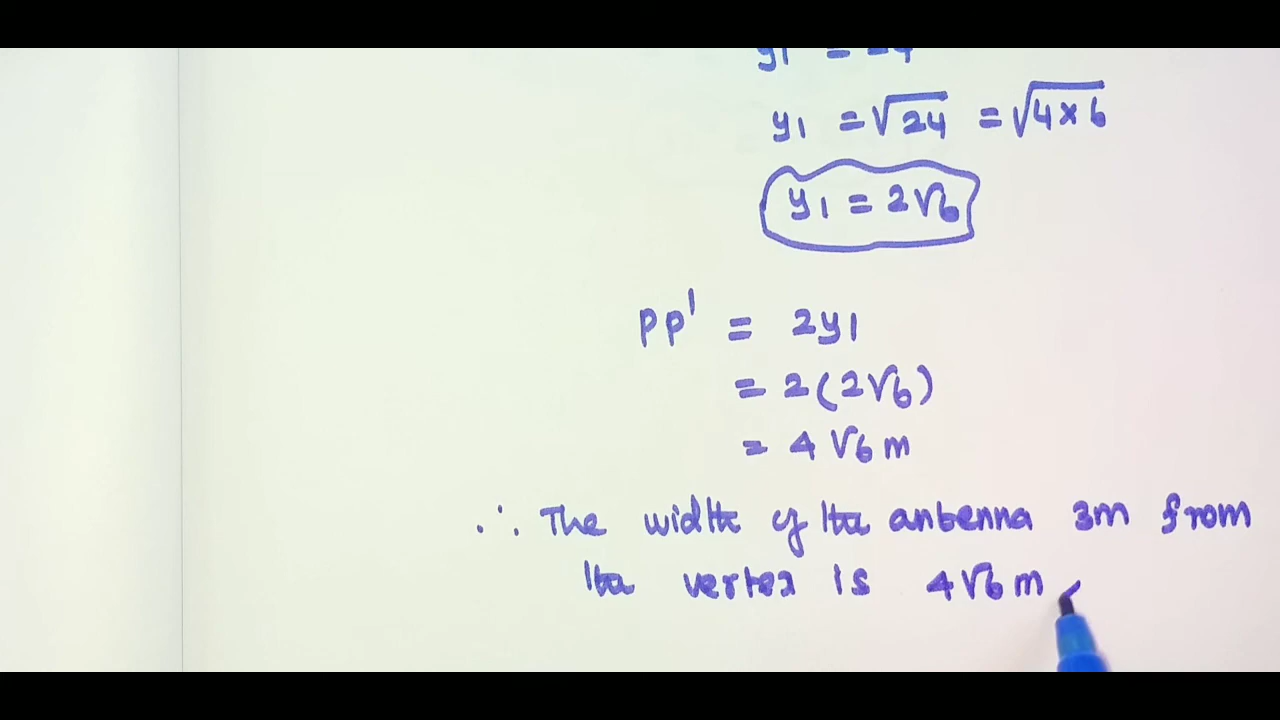 y1 = √24 = √4×6
y1 = 2√6
PP' = 2y1
= 2(2√6)
= 4√6 m
∴ The width of the antenna 3m from
the vertex is 4√6 m